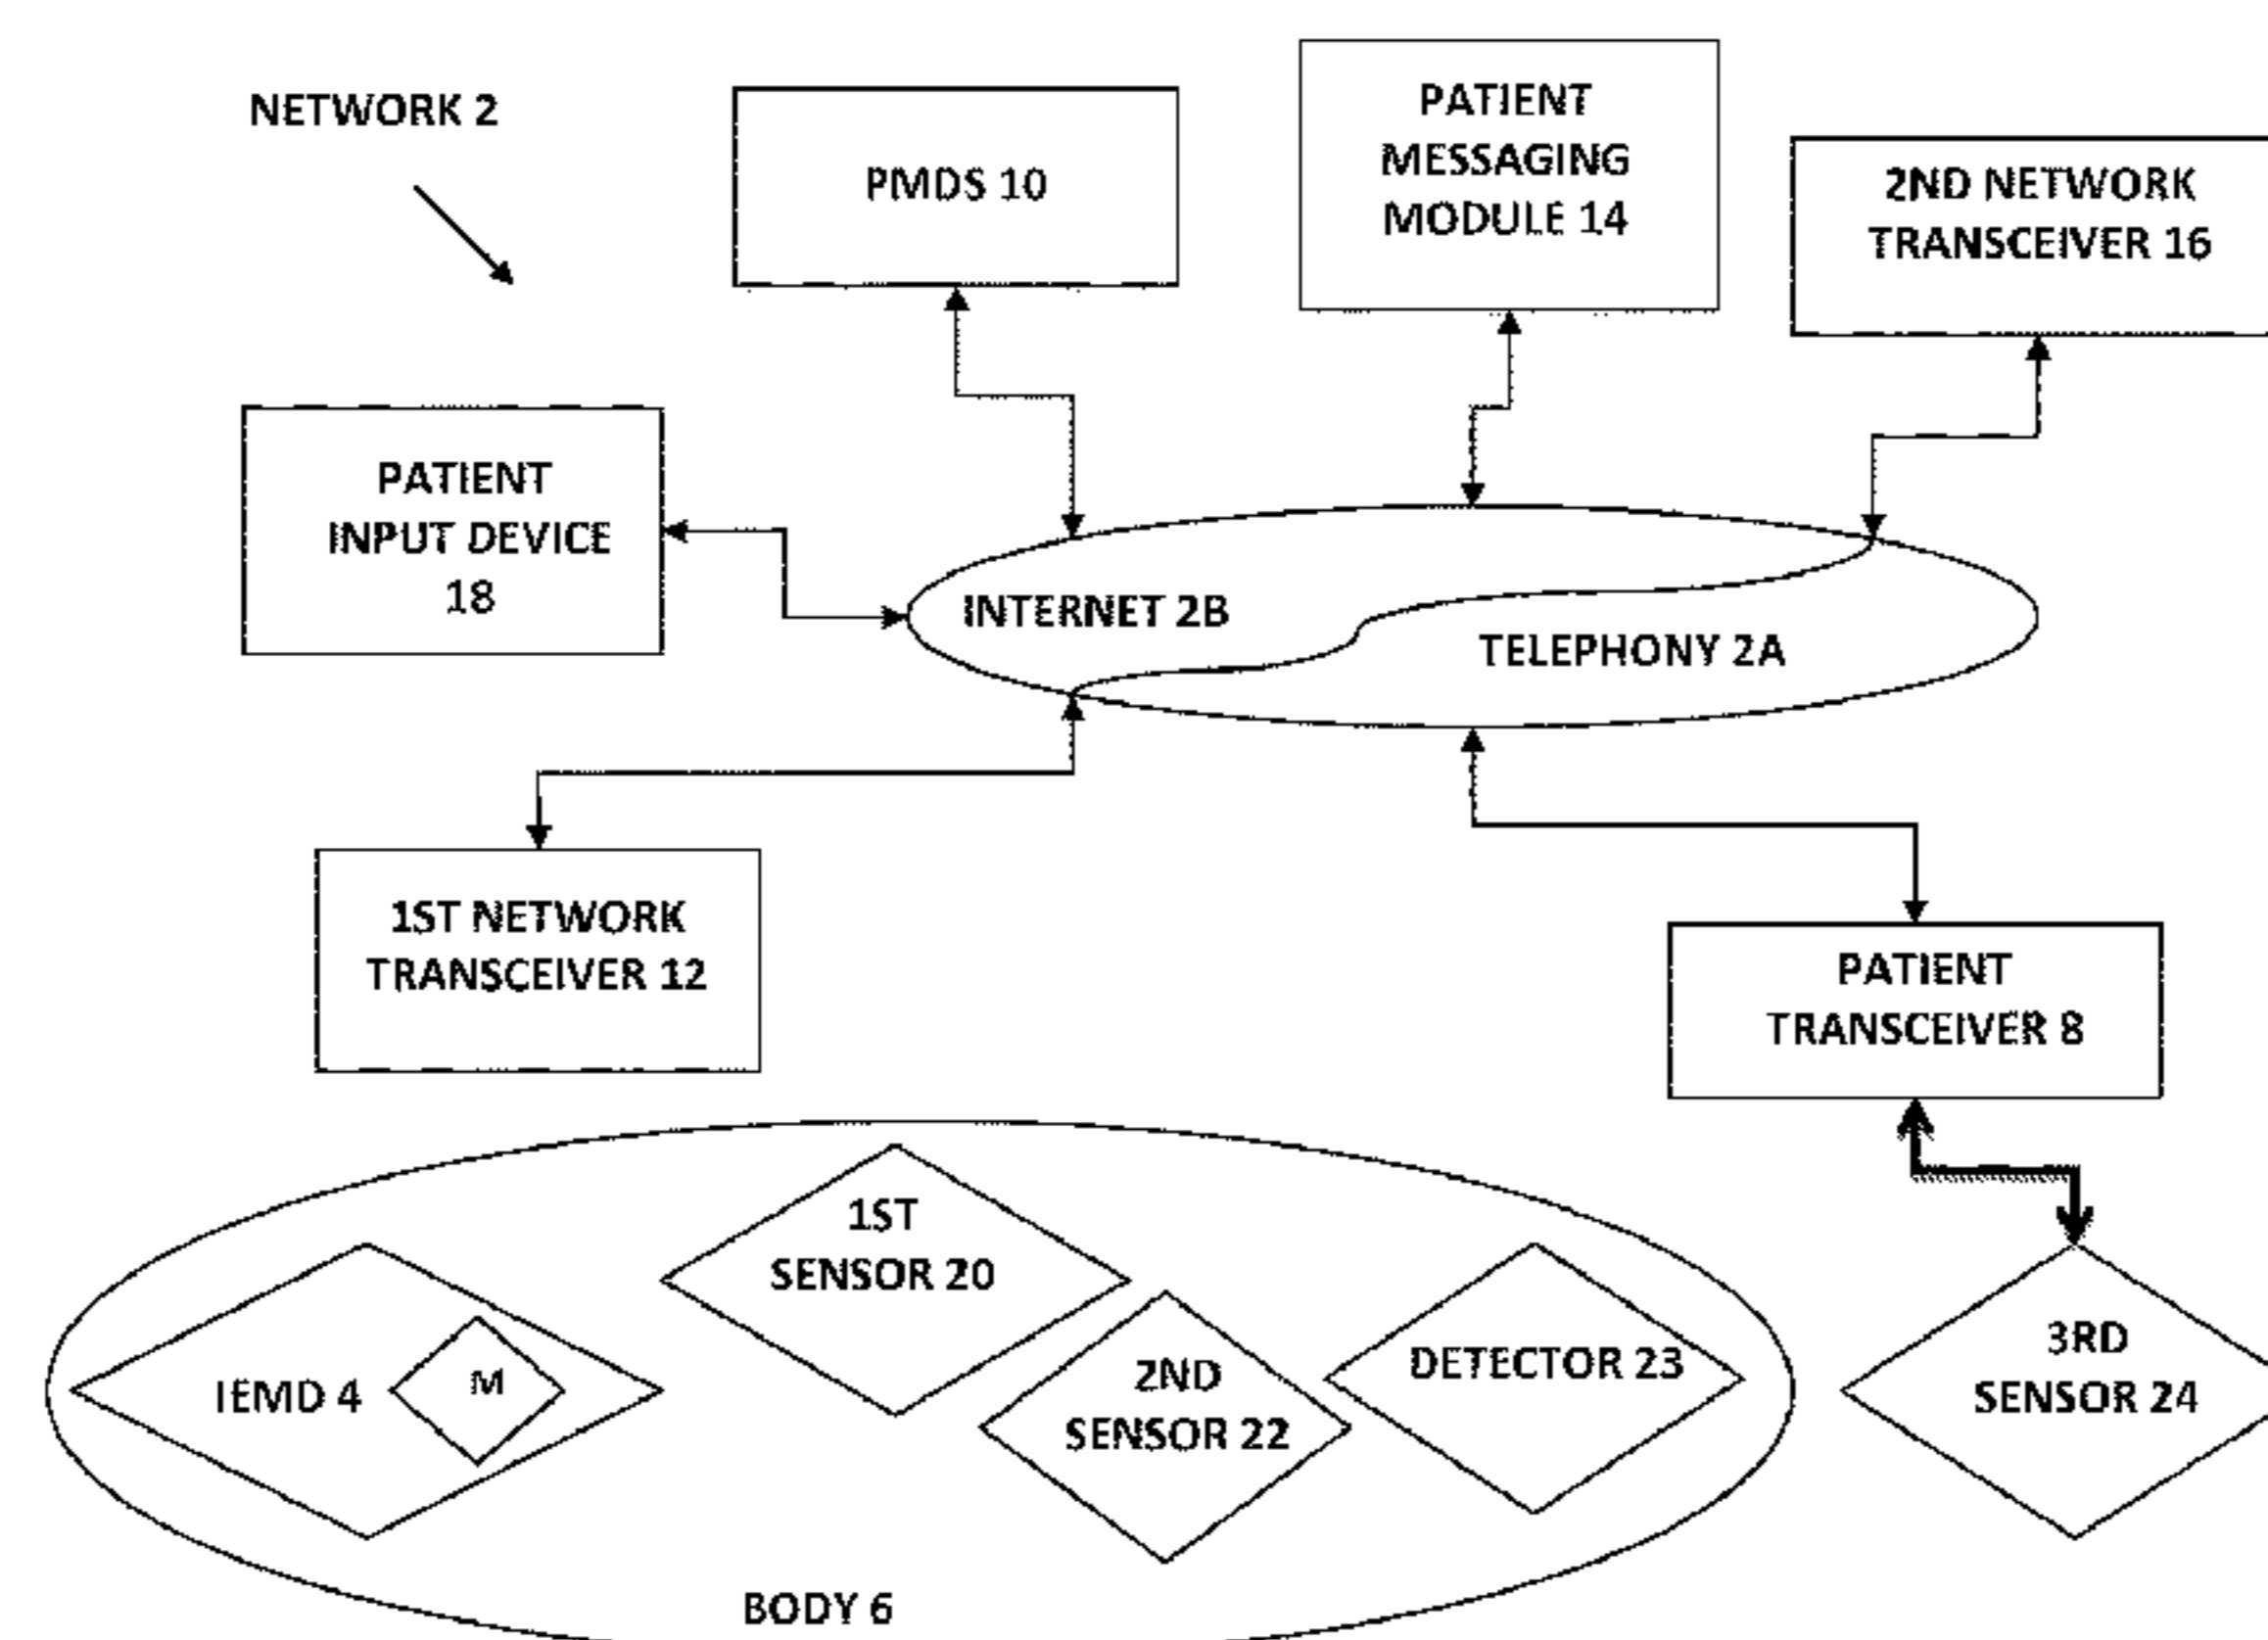 NETWORK 2
PMDS 10
PATIENT
MESSAGING
MODULE 14
2ND NETWORK
TRANSCEIVER 16
PATIENT
INPUT DEVICE
18
INTERNET 2B
TELEPHONY 2A
1ST NETWORK
TRANSCEIVER 12
PATIENT
TRANSCEIVER 8
1ST
SENSOR 20
IEMD 4
M
2ND
SENSOR 22
DETECTOR 23
3RD
SENSOR 24
BODY 6